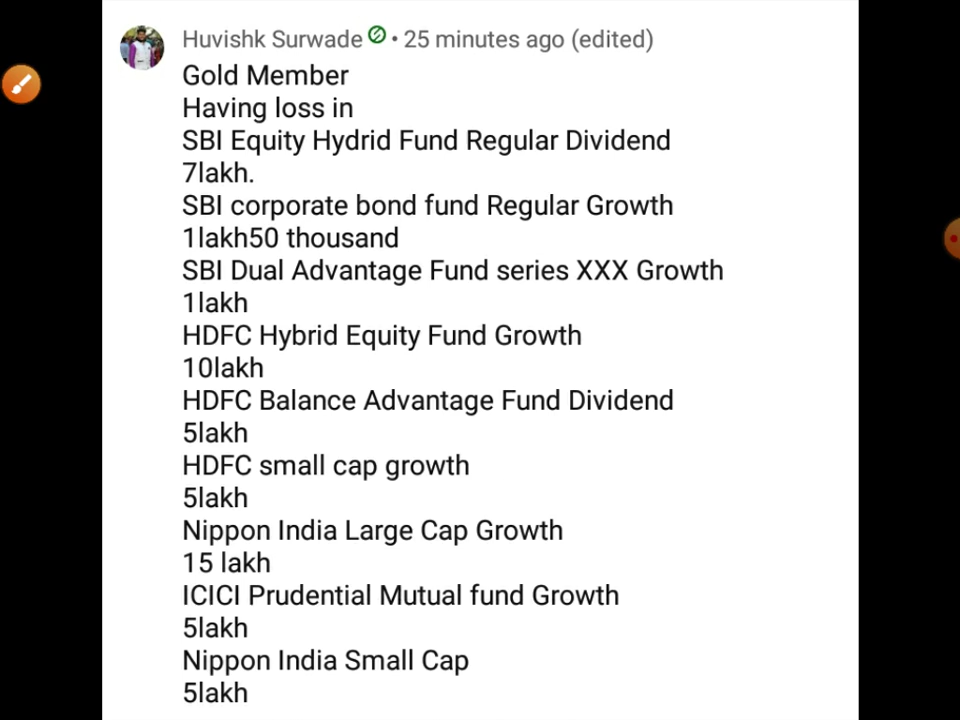 Huvishk Surwade • 25 minutes ago (edited)
Gold Member
Having loss in
SBI Equity Hydrid Fund Regular Dividend
7lakh.
SBI corporate bond fund Regular Growth
1lakh50 thousand
SBI Dual Advantage Fund series XXX Growth
1lakh
HDFC Hybrid Equity Fund Growth
10lakh
HDFC Balance Advantage Fund Dividend
5lakh
HDFC small cap growth
5lakh
Nippon India Large Cap Growth
15 lakh
ICICI Prudential Mutual fund Growth
5lakh
Nippon India Small Cap
5lakh